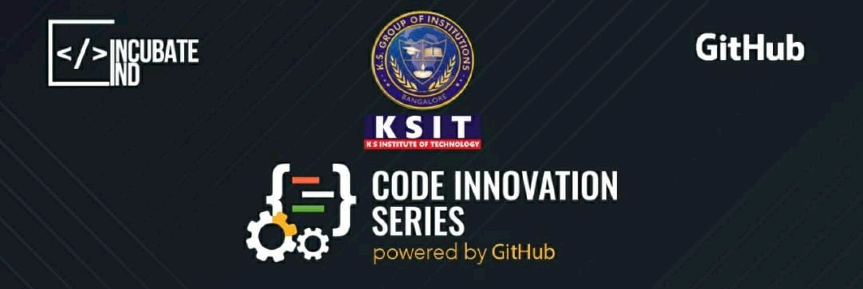 </>INCUBATE
IND
K.S. GROUP OF INSTITUTIONS
BANGALORE
KSIT
K S INSTITUTE OF TECHNOLOGY
GitHub
CODE INNOVATION
SERIES
powered by GitHub